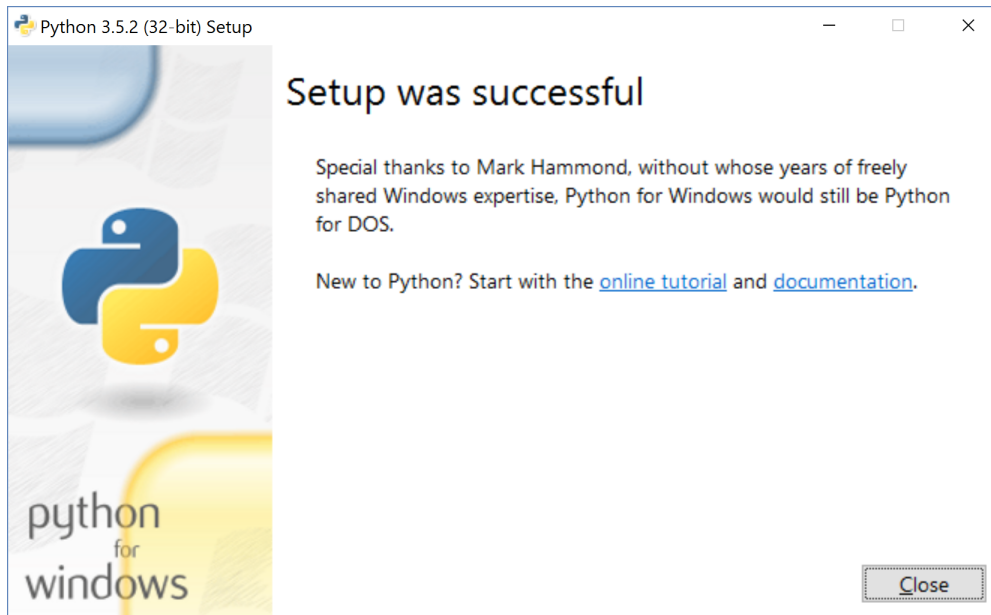 Python 3.5.2 (32-bit) Setup
Setup was successful
Special thanks to Mark Hammond, without whose years of freely
shared Windows expertise, Python for Windows would still be Python
for DOS.
New to Python? Start with the online tutorial and documentation.
python
for
windows
Close